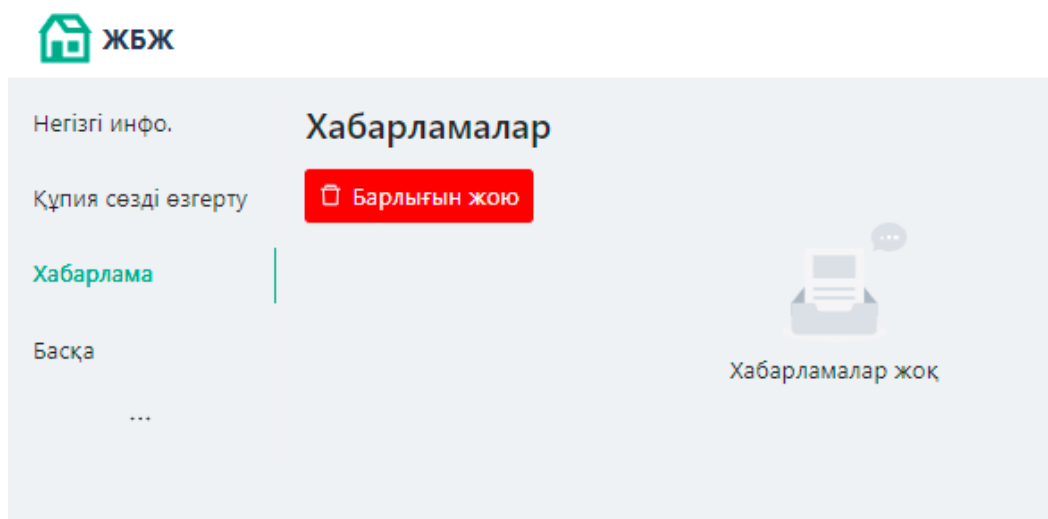 ЖБЖ
Негізгі инфо.
Құпия сөзді өзгерту
Хабарлама
Басқа
...
Хабарламалар
Барлығын жою
Хабарламалар жоқ